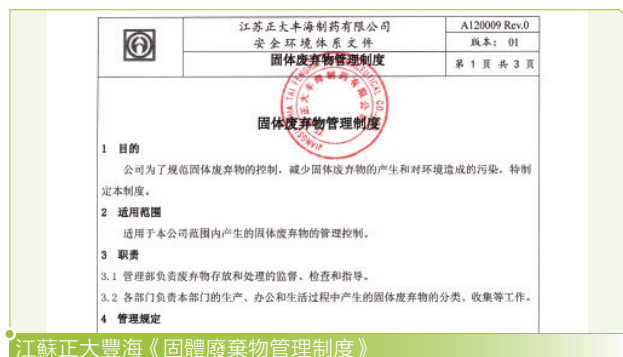 江苏正大丰海制药有限公司
安全环境体系文件
固体废弃物管理制度
A120009 Rev.0
版本： 01
第 1 页 共 3 页
固体废弃物管理制度
1 目的
公司为了规范固体废弃物的控制，减少固体废弃物的产生和对环境造成的污染，特制
定本制度。
2 适用范围
适用于本公司范围内产生的固体废弃物的管理控制。
3 职责
3.1 管理部负责废弃物存放和处理的监督、检查和指导。
3.2 各部门负责本部门的生产、办公和生活过程中产生的固体废弃物的分类、收集等工作。
4 管理规定
江蘇正大豐海《固體廢棄物管理制度》